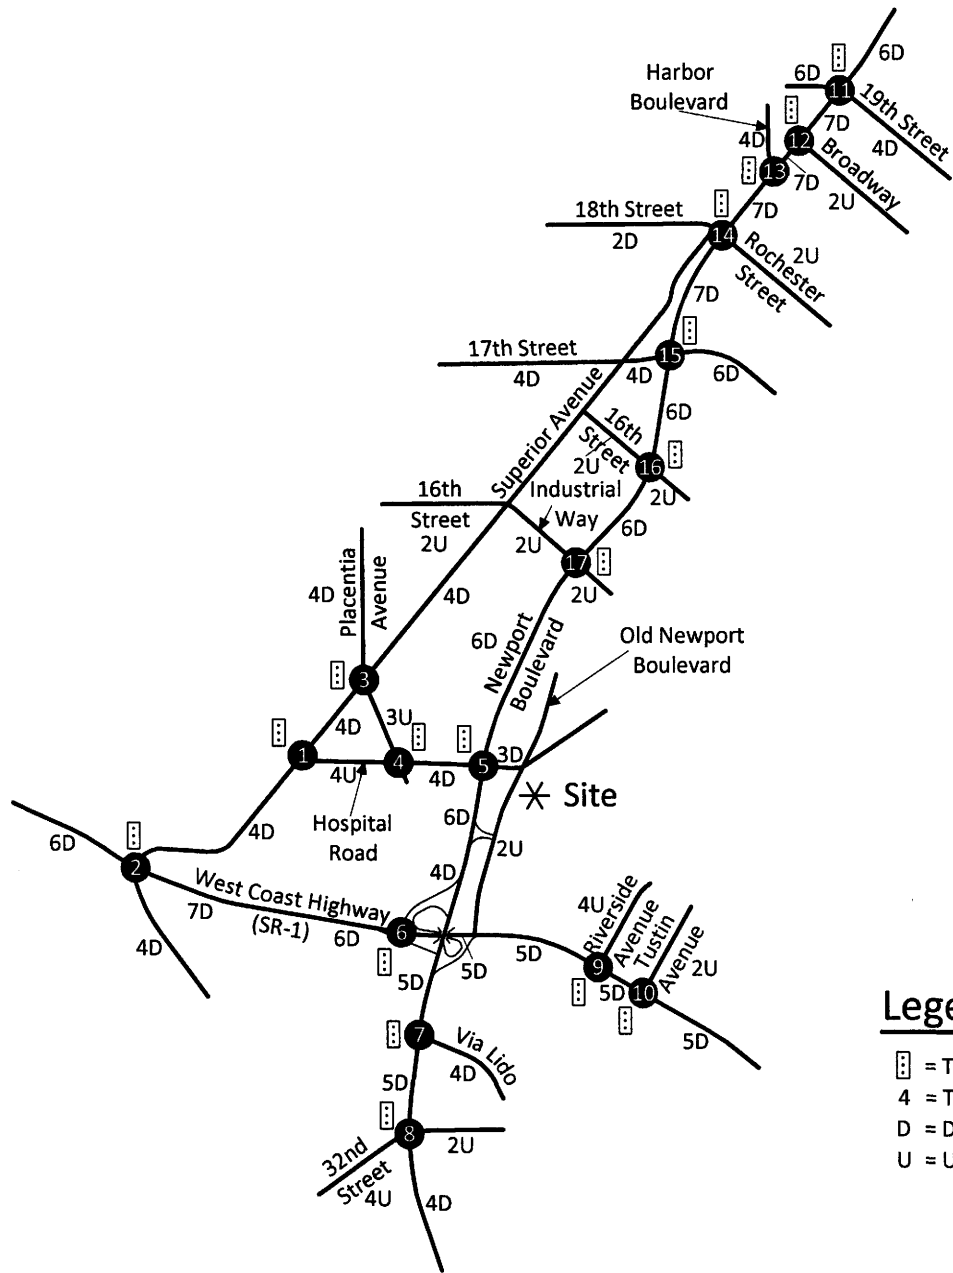 6D
11
6D
19th Street
Harbor
Boulevard
7D
4D
12
4D
Broadway
13
7D
2U
7D
18th Street
2D
14
Rochester
Street
2U
7D
17th Street
4D
15
4D
6D
Superior Avenue
6D
16th
Street
2U
16
2U
16th
Street
2U
Industrial
Way
2U
6D
17
2U
Placentia
Avenue
4D
4D
6D
Newport
Boulevard
Old Newport
Boulevard
3
4D
3U
1
4U
4
4D
5
3D
Site
Hospital
Road
6D
2U
4D
6D
2
West Coast Highway
(SR-1)
7D
6D
4D
4D
6
5D
5D
5D
4U
Riverside
Avenue
Tustin
Avenue
2U
9
5D
10
5D
7
Via Lido
4D
5D
8
2U
32nd
Street
4U
4D
Lege
= T
4 = T
D = D
U = U